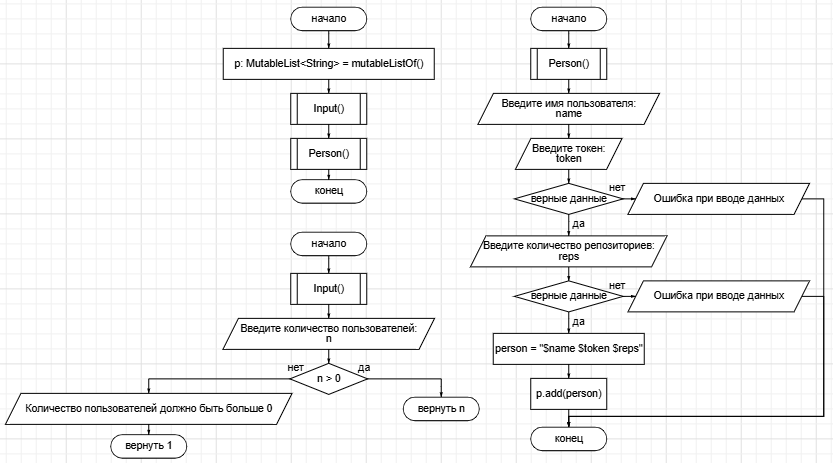 начало
p: MutableList<String> = mutableListOf()
Input()
Person()
конец
начало
Input()
Введите количество пользователей:
n
нет
да
n > 0
Количество пользователей должно быть больше 0
вернуть n
вернуть 1
начало
Person()
Введите имя пользователя:
name
Введите токен:
token
нет
верные данные
Ошибка при вводе данных
да
Введите количество репозиториев:
reps
нет
верные данные
Ошибка при вводе данных
да
person = "$name $token $reps"
p.add(person)
конец